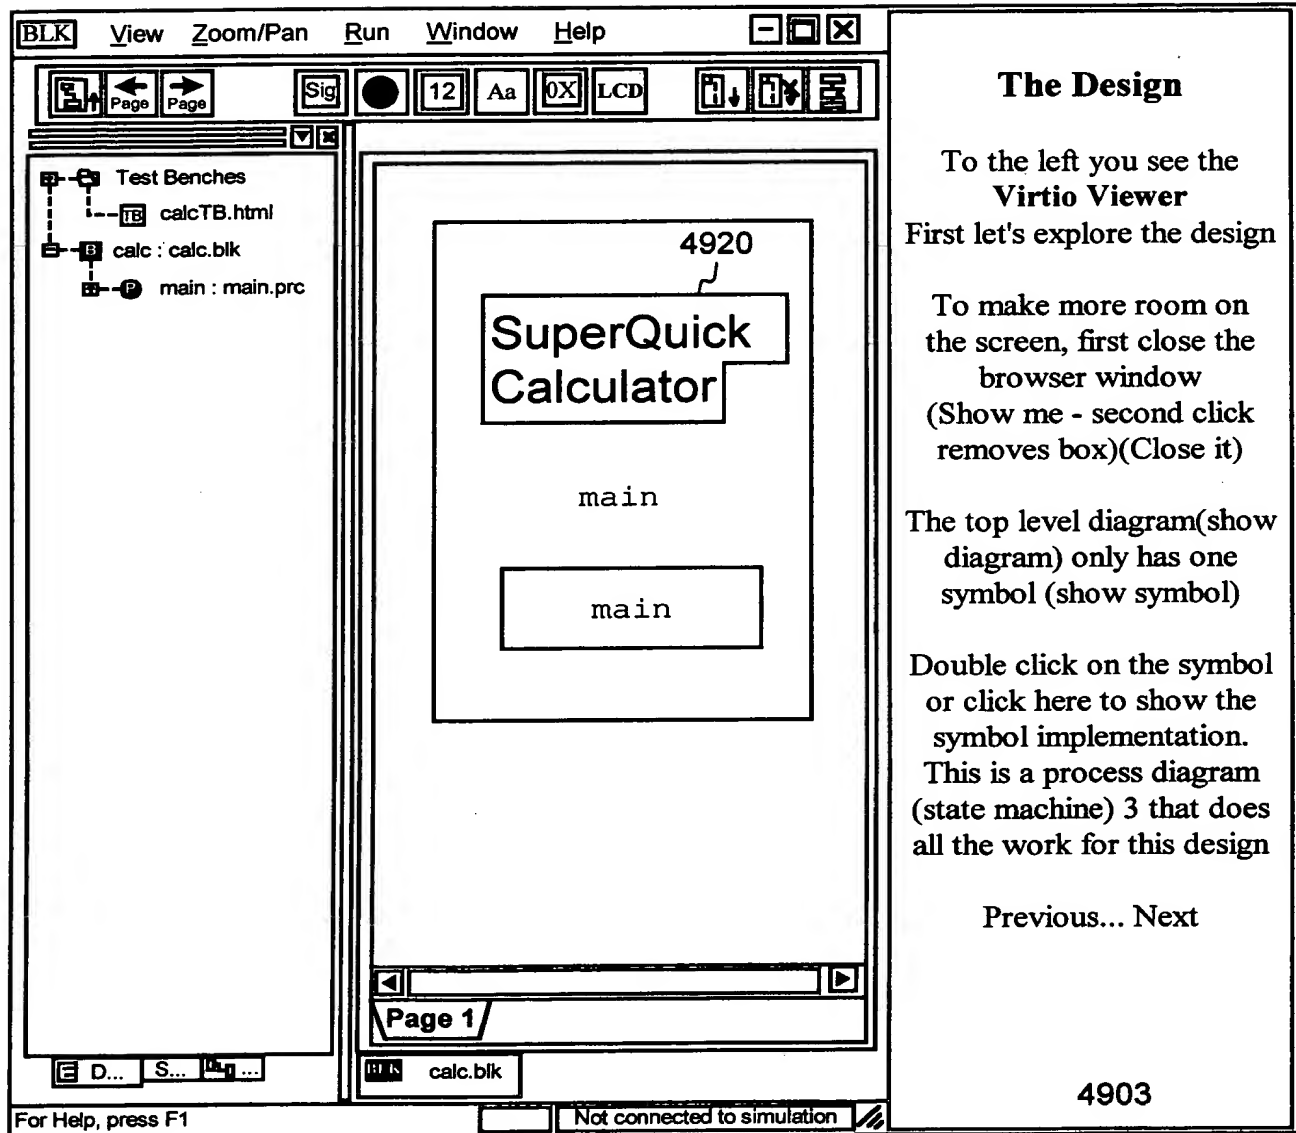 BLK View Zoom/Pan Run Window Help
Page Page Sig 12 Aa 0X LCD
Test Benches
TB calcTB.html
B calc : calc.blk
P main : main.prc
4920
SuperQuick
Calculator
main
main
Page 1
D... S... ...
BLK calc.blk
For Help, press F1
Not connected to simulation
The Design
To the left you see the
Virtio Viewer
First let's explore the design
To make more room on
the screen, first close the
browser window
(Show me - second click
removes box)(Close it)
The top level diagram(show
diagram) only has one
symbol (show symbol)
Double click on the symbol
or click here to show the
symbol implementation.
This is a process diagram
(state machine) 3 that does
all the work for this design
Previous... Next
4903